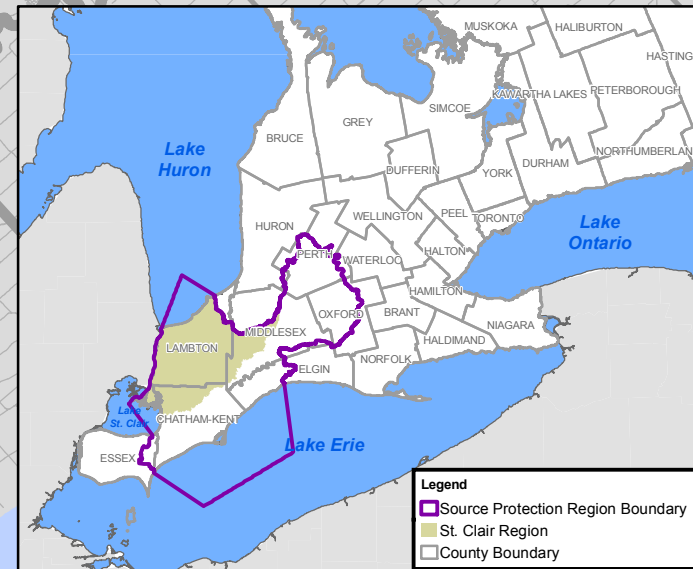 MUSKOKA
HALIBURTON
HASTING
KAWARTHA LAKES
PETERBOROUGH
SIMCOE
GREY
BRUCE
Lake
Huron
DUFFERIN
NORTHUMBERLAN
DURHAM
YORK
WELLINGTON
PEEL
TORONTO
HURON
Lake
Ontario
PERTH
WATERLOO
HALTON
HAMILTON
OXFORD
BRANT
MIDDLESEX
NIAGARA
HALDIMAND
LAMBTON
NORFOLK
ELGIN
Lake
St. Clair
CHATHAM-KENT
Lake Erie
ESSEX
Legend
Source Protection Region Boundary
St. Clair Region
County Boundary